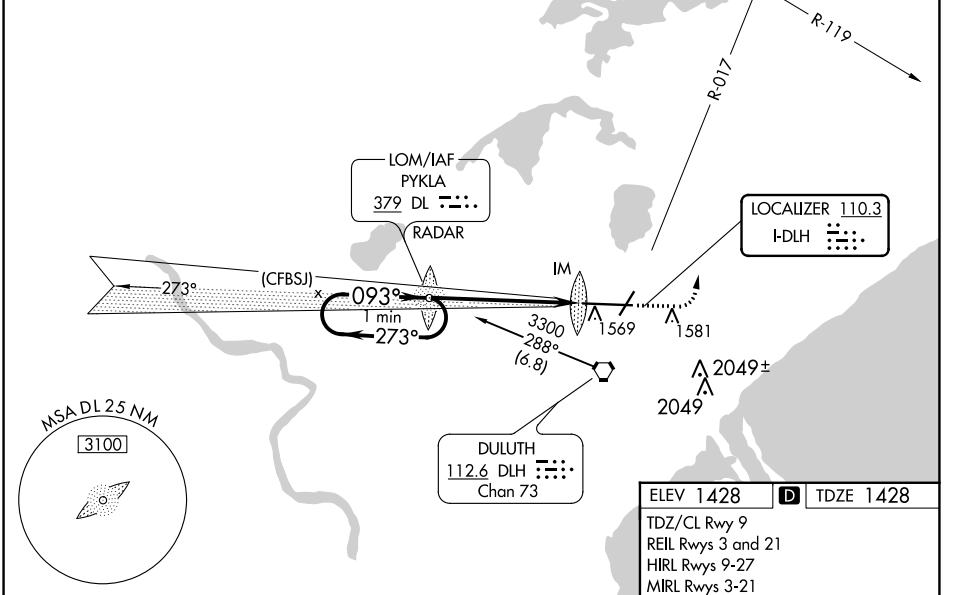 R-119
R-017
LOM/IAF
PYKLA
379 DL
RADAR
LOCALIZER 110.3
I-DLH
(CFBSJ)
IM
273°
x
093°
1 min
273°
1569
1581
3300
288°
(6.8)
2049±
2049
MSA DL 25 NM
3100
DULUTH
112.6 DLH
Chan 73
ELEV 1428 D TDZE 1428
TDZ/CL Rwy 9
REIL Rwys 3 and 21
HIRL Rwys 9-27
MIRL Rwys 3-21